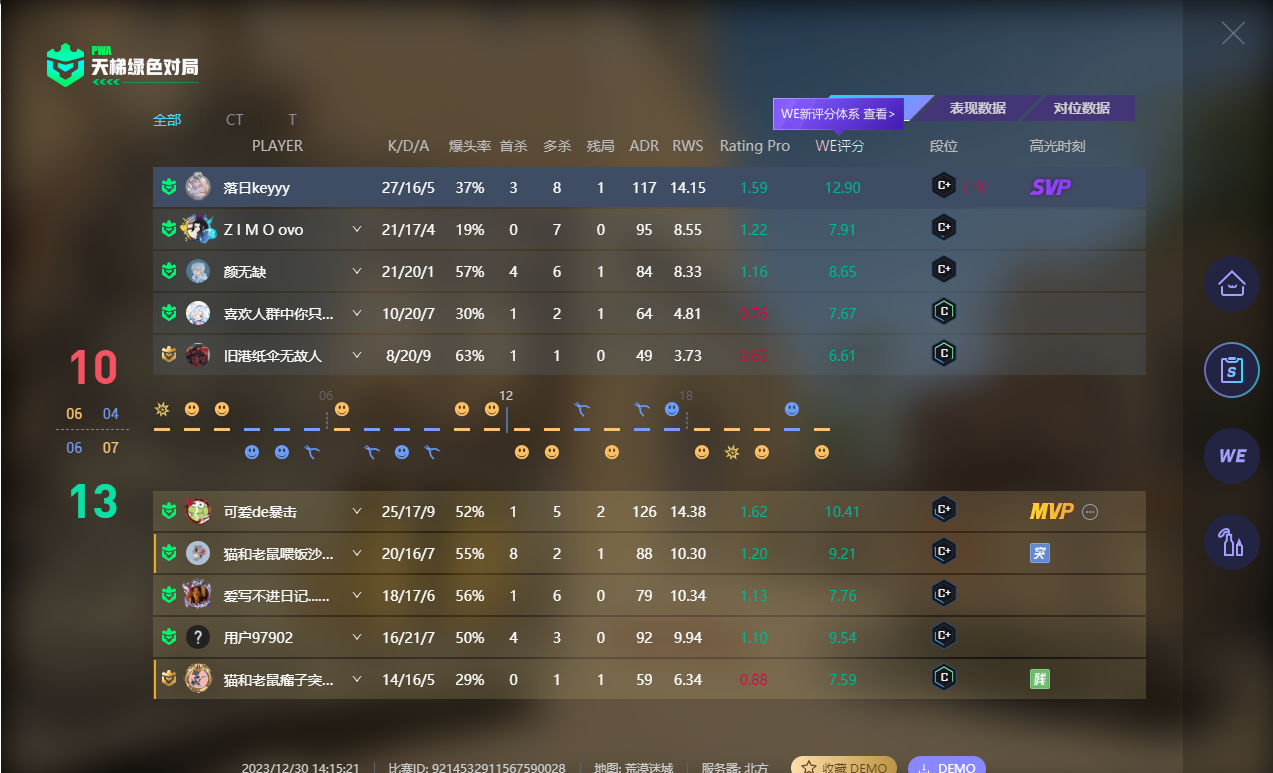 PWA
天梯绿色对局
WE新评分体系 查看>
表现数据 对位数据
全部 CT T
PLAYER K/D/A 爆头率 首杀 多杀 残局 ADR RWS Rating Pro WE评分 段位 高光时刻
落日keyyy 27/16/5 37% 3 8 1 117 14.15 1.59 12.90 C+ SVP
Z I M O ovo 21/17/4 19% 0 7 0 95 8.55 1.22 7.91 C+
颜无缺 21/20/1 57% 4 6 1 84 8.33 1.16 8.65 C+
喜欢人群中你只... 10/20/7 30% 1 2 1 64 4.81 0.76 7.67 C
旧港纸伞无故人 8/20/9 63% 1 1 0 49 3.73 6.61 C
10
06 12 18
06 04
06 07
13
可爱de暴击 25/17/9 52% 1 5 2 126 14.38 1.62 10.41 C+ MVP
猫和老鼠喂饭沙... 20/16/7 55% 8 2 1 88 10.30 1.20 9.21 C+ 突
爱写不进日记...... 18/17/6 56% 1 6 0 79 10.34 1.13 7.76 C+
? 用户97902 16/21/7 50% 4 3 0 92 9.94 1.10 9.54 C+
猫和老鼠瘤子突... 14/16/5 29% 0 1 1 59 6.34 0.88 7.59 C
S
WE
2023/12/30 14:15:21 比赛ID: 9214532911567590028 地图: 荒漠迷城 服务器: 北方 收藏 DEMO DEMO